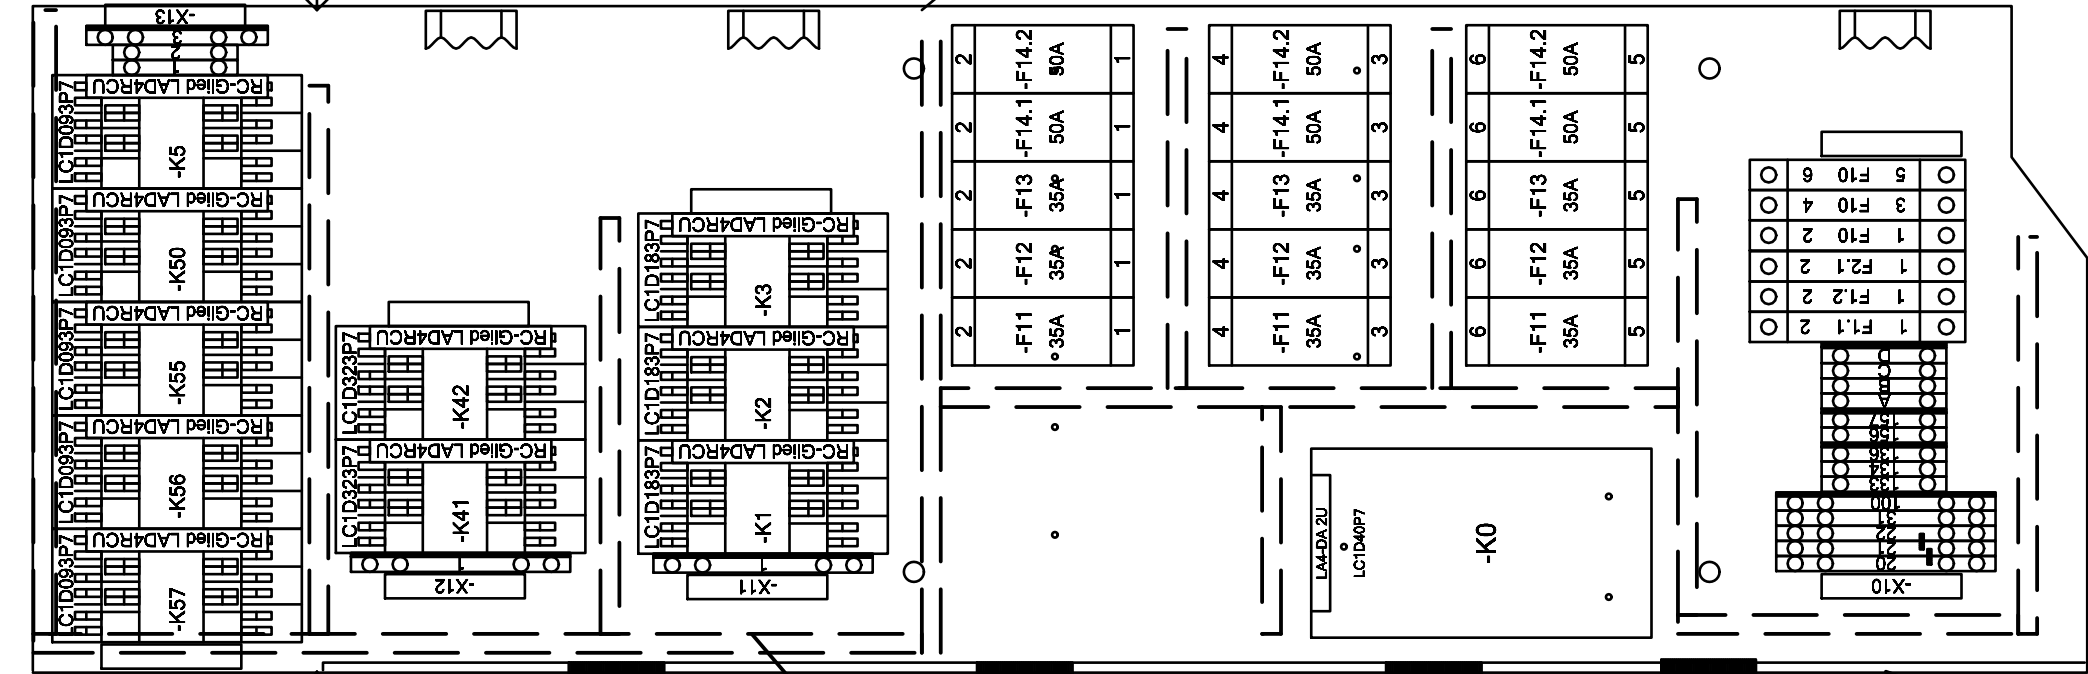 -X13
3
2
1
RC-Glied LAD4RCU
LC1D093P7
-K5
RC-Glied LAD4RCU
LC1D093P7
-K50
RC-Glied LAD4RCU
LC1D093P7
-K55
RC-Glied LAD4RCU
LC1D093P7
-K56
RC-Glied LAD4RCU
LC1D093P7
-K57
RC-Glied LAD4RCU
LC1D323P7
-K42
RC-Glied LAD4RCU
LC1D323P7
-K41
1
-X12
RC-Glied LAD4RCU
LC1D183P7
-K3
RC-Glied LAD4RCU
LC1D183P7
-K2
RC-Glied LAD4RCU
LC1D183P7
-K1
1
-X11
2 -F14.2 50A 1
2 -F14.1 50A 1
2 -F13 35A 1
2 -F12 35A 1
2 -F11 35A 1
4 -F14.2 50A 3
4 -F14.1 50A 3
4 -F13 35A 3
4 -F12 35A 3
4 -F11 35A 3
6 -F14.2 50A 5
6 -F14.1 50A 5
6 -F13 35A 5
6 -F12 35A 5
6 -F11 35A 5
LA4-DA 2U
LC1D40P7
-K0
5 F10 6
3 F10 4
1 F10 2
1 F2.1 2
1 F1.2 2
1 F1.1 2
-X10